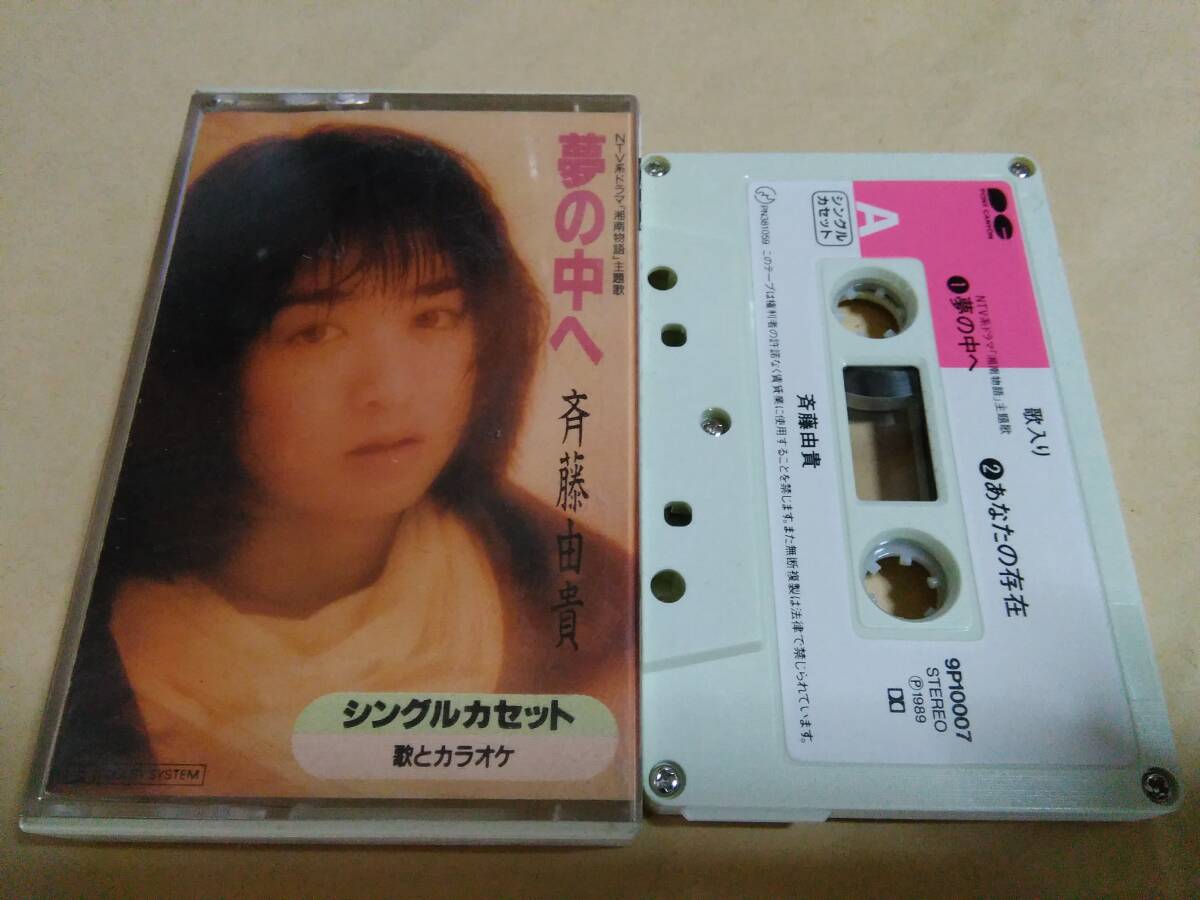 NTV系ドラマ「湘南物語」主題歌
夢の中へ
斉藤由貴
シングルカセット
歌とカラオケ
SYSTEM
PONY CANYON
A
シングル
カセット
歌入り
NTV系ドラマ「湘南物語」主題歌
❶夢の中へ
❷あなたの存在
斉藤由貴
PN381059 このテープは権利者の許諾なく賃貸業に使用することを禁じます。また無断複製は法律で禁じられています。
9P10007
STEREO
Ⓟ1989